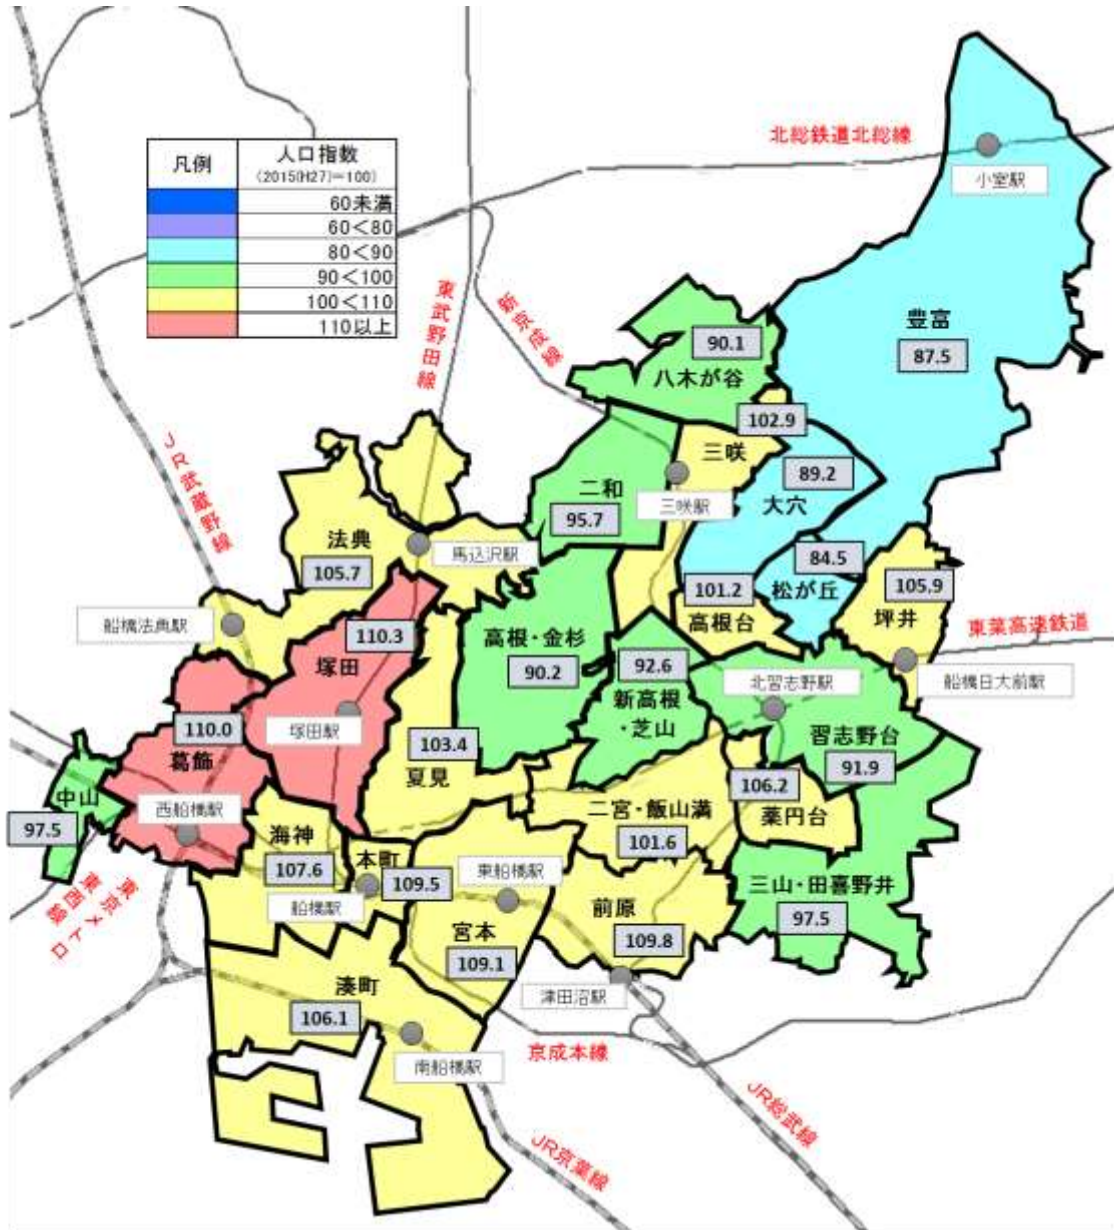 凡例
人口指数
（2015(H27)=100）
60未満
60＜80
80＜90
90＜100
100＜110
110以上
北総鉄道北総線
小室駅
東武野田線
新京成線
豊富
87.5
90.1
八木が谷
102.9
三咲
三咲駅
89.2
大穴
二和
95.7
JR武蔵野線
法典
105.7
馬込沢駅
84.5
松が丘
105.9
坪井
101.2
高根台
東葉高速鉄道
船橋法典駅
110.3
塚田
塚田駅
高根・金杉
90.2
92.6
新高根
・芝山
北習志野駅
船橋日大前駅
110.0
葛飾
103.4
夏見
習志野台
91.9
中山
97.5
西船橋駅
106.2
薬円台
二宮・飯山満
101.6
海神
107.6
本町
109.5
船橋駅
東船橋駅
宮本
109.1
前原
109.8
三山・田喜野井
97.5
東京メトロ
東西線
湊町
106.1
津田沼駅
南船橋駅
京成本線
JR総武線
JR京葉線